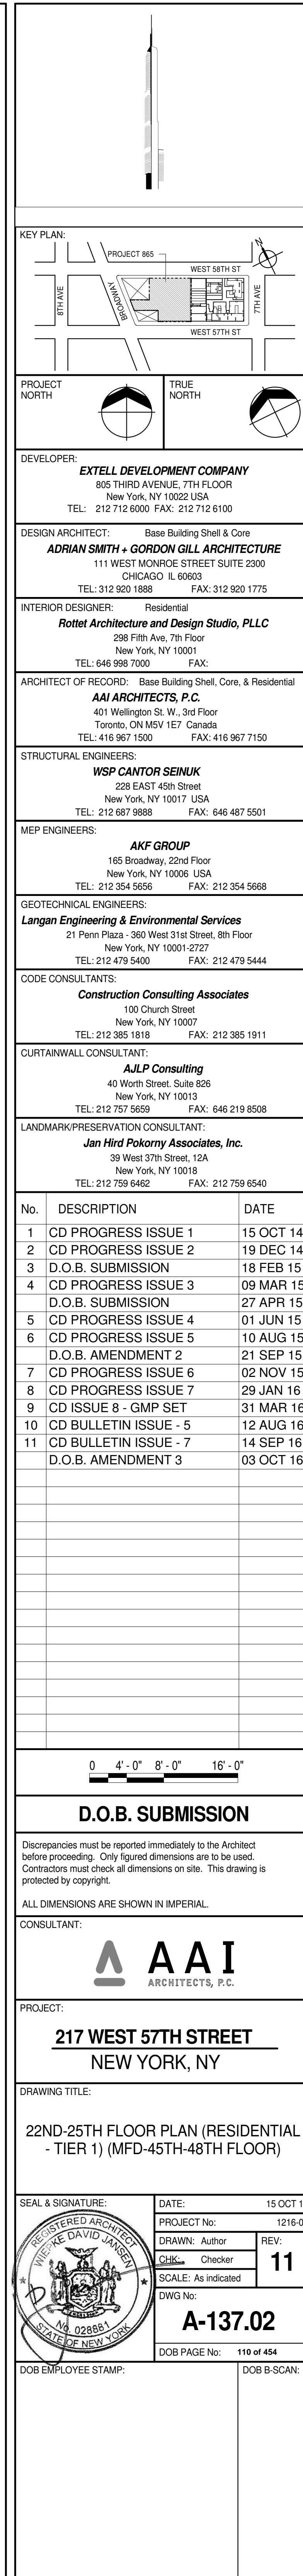 KEY PLAN:
N
PROJECT 865
WEST 58TH ST
8TH AVE
BROADWAY
7TH AVE
WEST 57TH ST
PROJECT NORTH
TRUE NORTH
DEVELOPER:
EXTELL DEVELOPMENT COMPANY
805 THIRD AVENUE, 7TH FLOOR
New York, NY 10022 USA
TEL: 212 712 6000 FAX: 212 712 6100
DESIGN ARCHITECT: Base Building Shell & Core
ADRIAN SMITH + GORDON GILL ARCHITECTURE
111 WEST MONROE STREET SUITE 2300
CHICAGO IL 60603
TEL: 312 920 1888 FAX: 312 920 1775
INTERIOR DESIGNER: Residential
Rottet Architecture and Design Studio, PLLC
298 Fifth Ave, 7th Floor
New York, NY 10001
TEL: 646 998 7000 FAX:
ARCHITECT OF RECORD: Base Building Shell, Core, & Residential
AAI ARCHITECTS, P.C.
401 Wellington St. W., 3rd Floor
Toronto, ON M5V 1E7 Canada
TEL: 416 967 1500 FAX: 416 967 7150
STRUCTURAL ENGINEERS:
WSP CANTOR SEINUK
228 EAST 45th Street
New York, NY 10017 USA
TEL: 212 687 9888 FAX: 646 487 5501
MEP ENGINEERS:
AKF GROUP
165 Broadway, 22nd Floor
New York, NY 10006 USA
TEL: 212 354 5656 FAX: 212 354 5668
GEOTECHNICAL ENGINEERS:
Langan Engineering & Environmental Services
21 Penn Plaza - 360 West 31st Street, 8th Floor
New York, NY 10001-2727
TEL: 212 479 5400 FAX: 212 479 5444
CODE CONSULTANTS:
Construction Consulting Associates
100 Church Street
New York, NY 10007
TEL: 212 385 1818 FAX: 212 385 1911
CURTAINWALL CONSULTANT:
AJLP Consulting
40 Worth Street. Suite 826
New York, NY 10013
TEL: 212 757 5659 FAX: 646 219 8508
LANDMARK/PRESERVATION CONSULTANT:
Jan Hird Pokorny Associates, Inc.
39 West 37th Street, 12A
New York, NY 10018
TEL: 212 759 6462 FAX: 212 759 6540
No. DESCRIPTION DATE
1 CD PROGRESS ISSUE 1 15 OCT 14
2 CD PROGRESS ISSUE 2 19 DEC 14
3 D.O.B. SUBMISSION 18 FEB 15
4 CD PROGRESS ISSUE 3 09 MAR 15
D.O.B. SUBMISSION 27 APR 15
5 CD PROGRESS ISSUE 4 01 JUN 15
6 CD PROGRESS ISSUE 5 10 AUG 15
D.O.B. AMENDMENT 2 21 SEP 15
7 CD PROGRESS ISSUE 6 02 NOV 15
8 CD PROGRESS ISSUE 7 29 JAN 16
9 CD ISSUE 8 - GMP SET 31 MAR 16
10 CD BULLETIN ISSUE - 5 12 AUG 16
11 CD BULLETIN ISSUE - 7 14 SEP 16
D.O.B. AMENDMENT 3 03 OCT 16
0 4' - 0" 8' - 0" 16' - 0"
D.O.B. SUBMISSION
Discrepancies must be reported immediately to the Architect
before proceeding. Only figured dimensions are to be used.
Contractors must check all dimensions on site. This drawing is
protected by copyright.
ALL DIMENSIONS ARE SHOWN IN IMPERIAL.
CONSULTANT:
AAI
ARCHITECTS, P.C.
PROJECT:
217 WEST 57TH STREET
NEW YORK, NY
DRAWING TITLE:
22ND-25TH FLOOR PLAN (RESIDENTIAL
- TIER 1) (MFD-45TH-48TH FLOOR)
SEAL & SIGNATURE:
REGISTERED ARCHITECT
WIE-KE DAVID JANSEN
No. 028881
STATE OF NEW YORK
DATE: 15 OCT 1
PROJECT No: 1216-0
DRAWN: Author
CHK: Checker
SCALE: As indicated
REV:
11
DWG No:
A-137.02
DOB PAGE No: 110 of 454
DOB EMPLOYEE STAMP:
DOB B-SCAN: